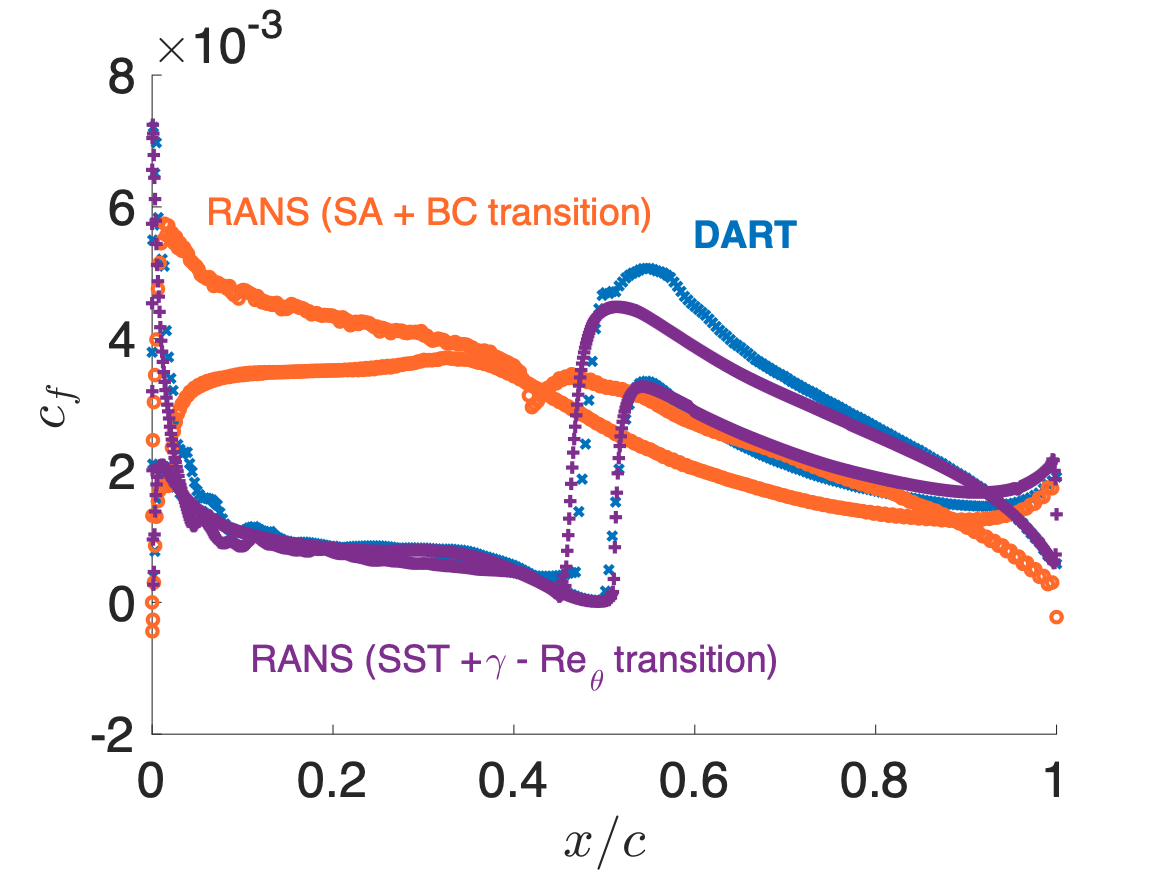 ×10⁻³
8
RANS (SA + BC transition)
6
DART
4
c_f
2
0
RANS (SST +γ - Re_θ transition)
-2
0 0.2 0.4 0.6 0.8 1
x/c